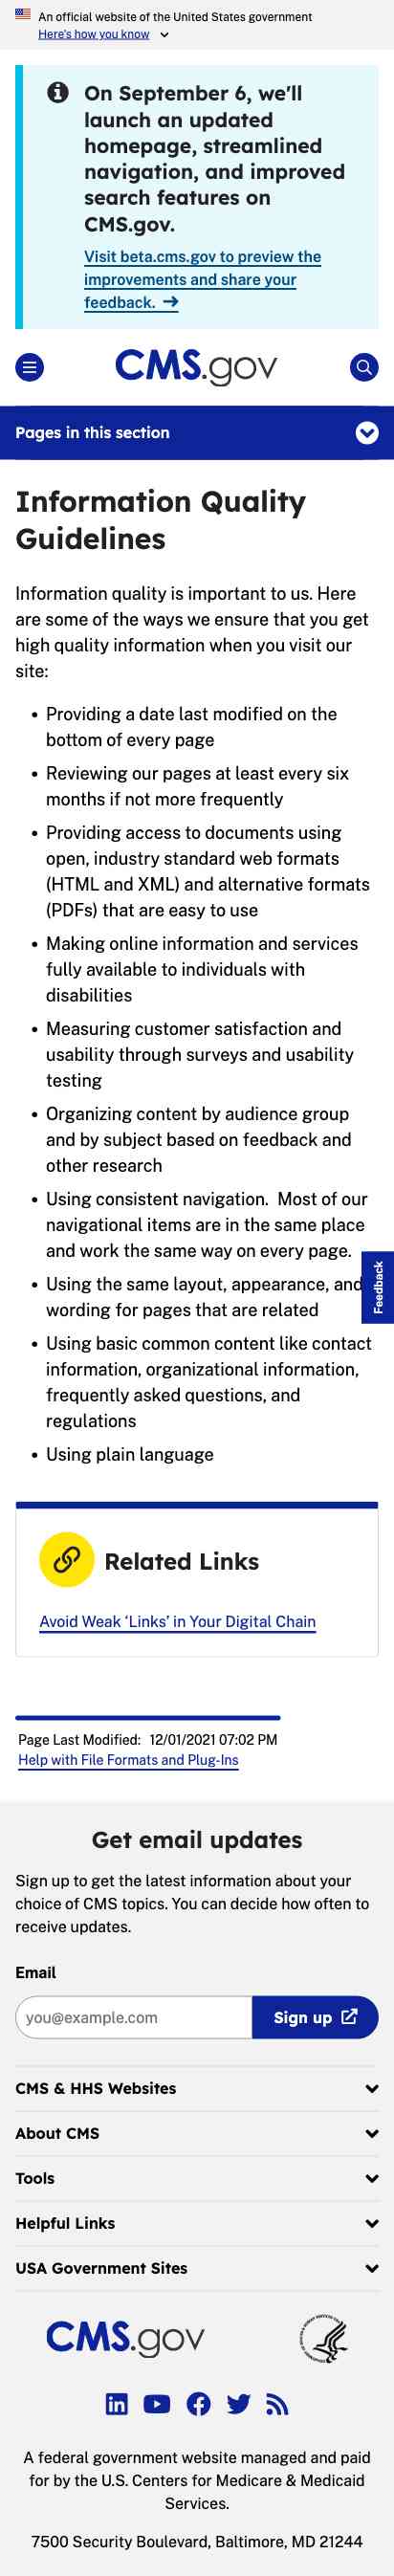 An official website of the United States government
Here's how you know
On September 6, we'll
launch an updated
homepage, streamlined
navigation, and improved
search features on
CMS.gov.
Visit beta.cms.gov to preview the
improvements and share your
feedback.
CMS.gov
Pages in this section
Information Quality
Guidelines
Information quality is important to us. Here
are some of the ways we ensure that you get
high quality information when you visit our
site:
• Providing a date last modified on the
bottom of every page
• Reviewing our pages at least every six
months if not more frequently
• Providing access to documents using
open, industry standard web formats
(HTML and XML) and alternative formats
(PDFs) that are easy to use
• Making online information and services
fully available to individuals with
disabilities
• Measuring customer satisfaction and
usability through surveys and usability
testing
• Organizing content by audience group
and by subject based on feedback and
other research
• Using consistent navigation.  Most of our
navigational items are in the same place
and work the same way on every page.
Feedback
• Using the same layout, appearance, and
wording for pages that are related
• Using basic common content like contact
information, organizational information,
frequently asked questions, and
regulations
• Using plain language
Related Links
Avoid Weak ‘Links’ in Your Digital Chain
Page Last Modified: 12/01/2021 07:02 PM
Help with File Formats and Plug-Ins
Get email updates
Sign up to get the latest information about your
choice of CMS topics. You can decide how often to
receive updates.
Email
you@example.com
Sign up
CMS & HHS Websites
About CMS
Tools
Helpful Links
USA Government Sites
CMS.gov
A federal government website managed and paid
for by the U.S. Centers for Medicare & Medicaid
Services.
7500 Security Boulevard, Baltimore, MD 21244